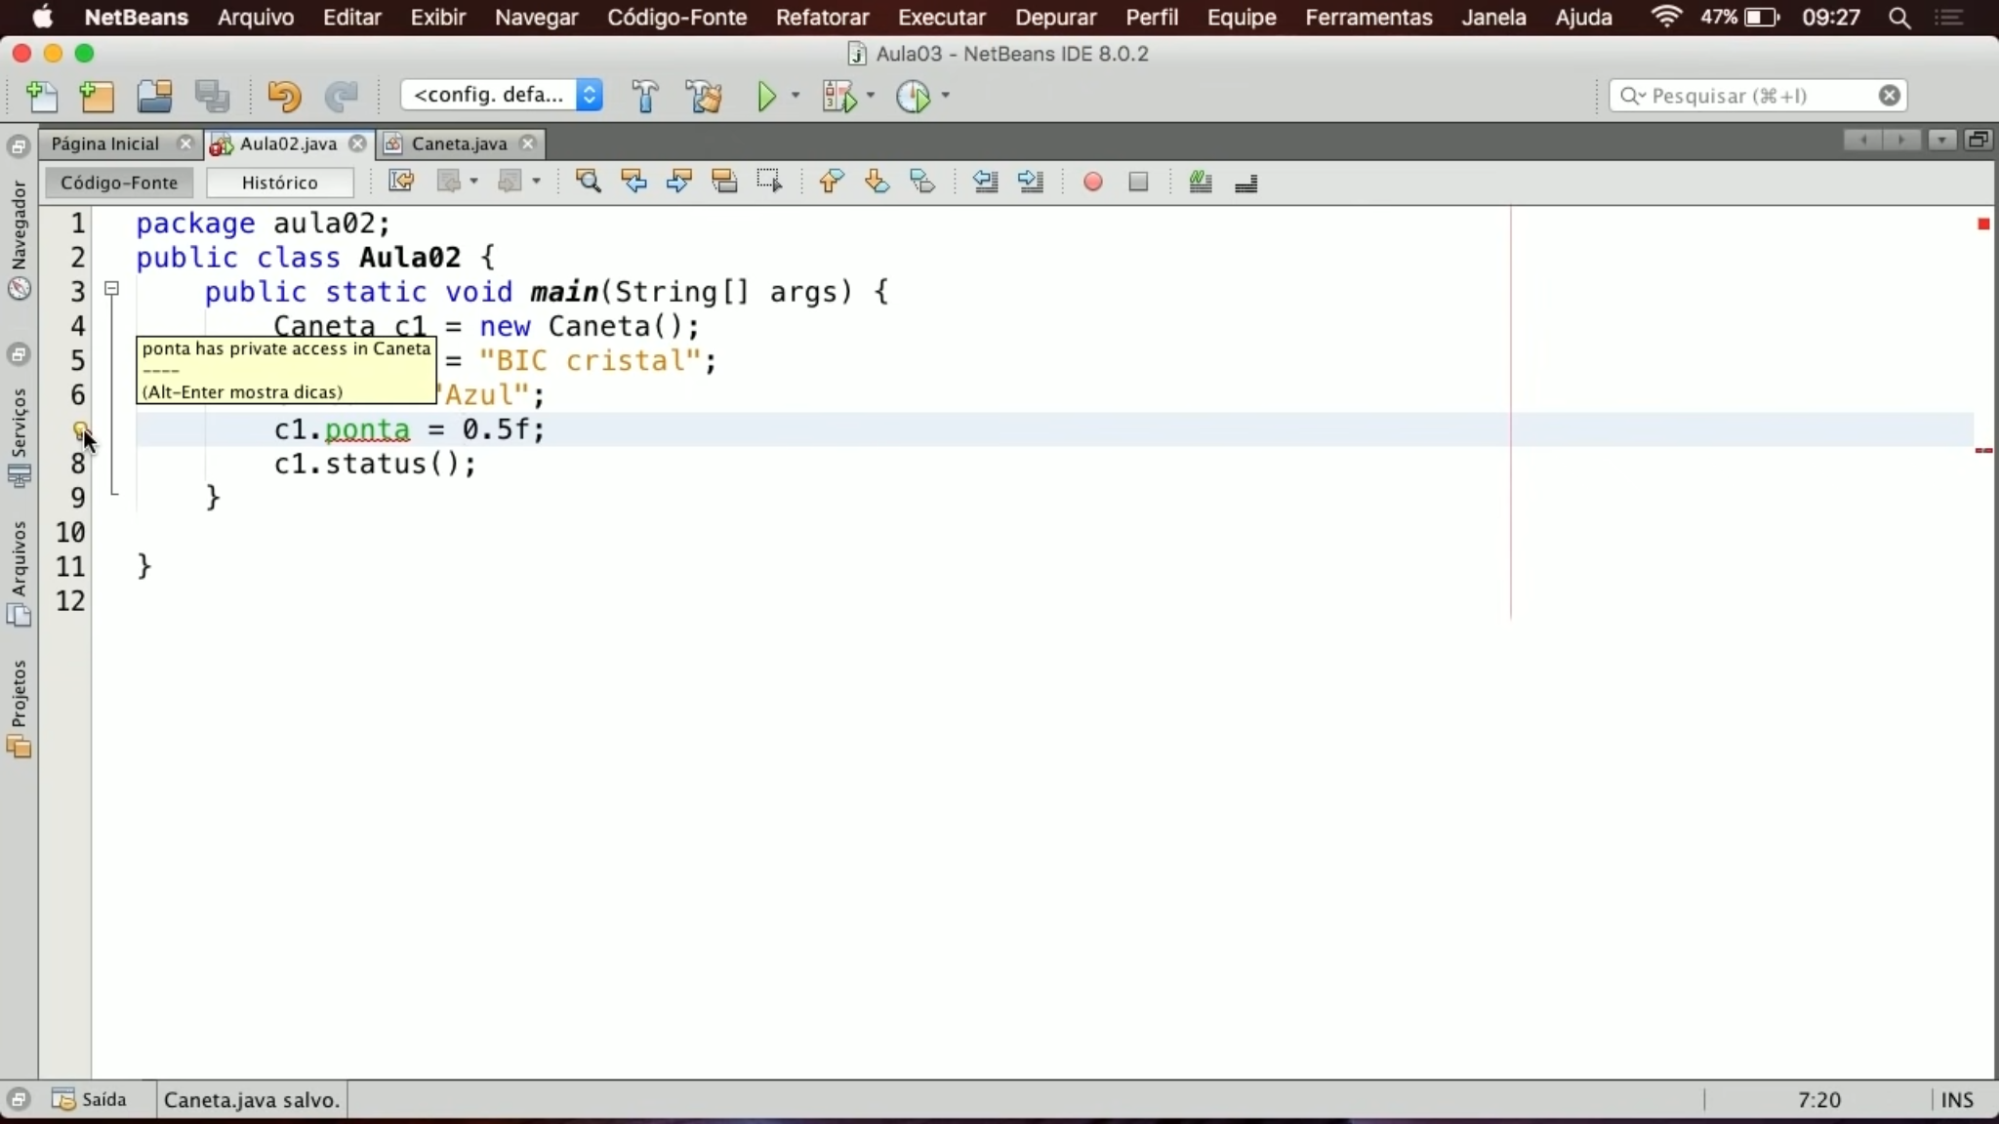 NetBeans Arquivo Editar Exibir Navegar Código-Fonte Refatorar Executar Depurar Perfil Equipe Ferramentas Janela Ajuda 47% 09:27
Aula03 - NetBeans IDE 8.0.2
<config. defa... Pesquisar (⌘+I)
Página Inicial Aula02.java Caneta.java
Código-Fonte Histórico
Navegador
Serviços
Arquivos
Projetos
1 package aula02;
2 public class Aula02 {
3 public static void main(String[] args) {
4 Caneta c1 = new Caneta();
5 = "BIC cristal";
6 "Azul";
c1.ponta = 0.5f;
8 c1.status();
9 }
10
11 }
12
ponta has private access in Caneta
----
(Alt-Enter mostra dicas)
Saída Caneta.java salvo. 7:20 INS